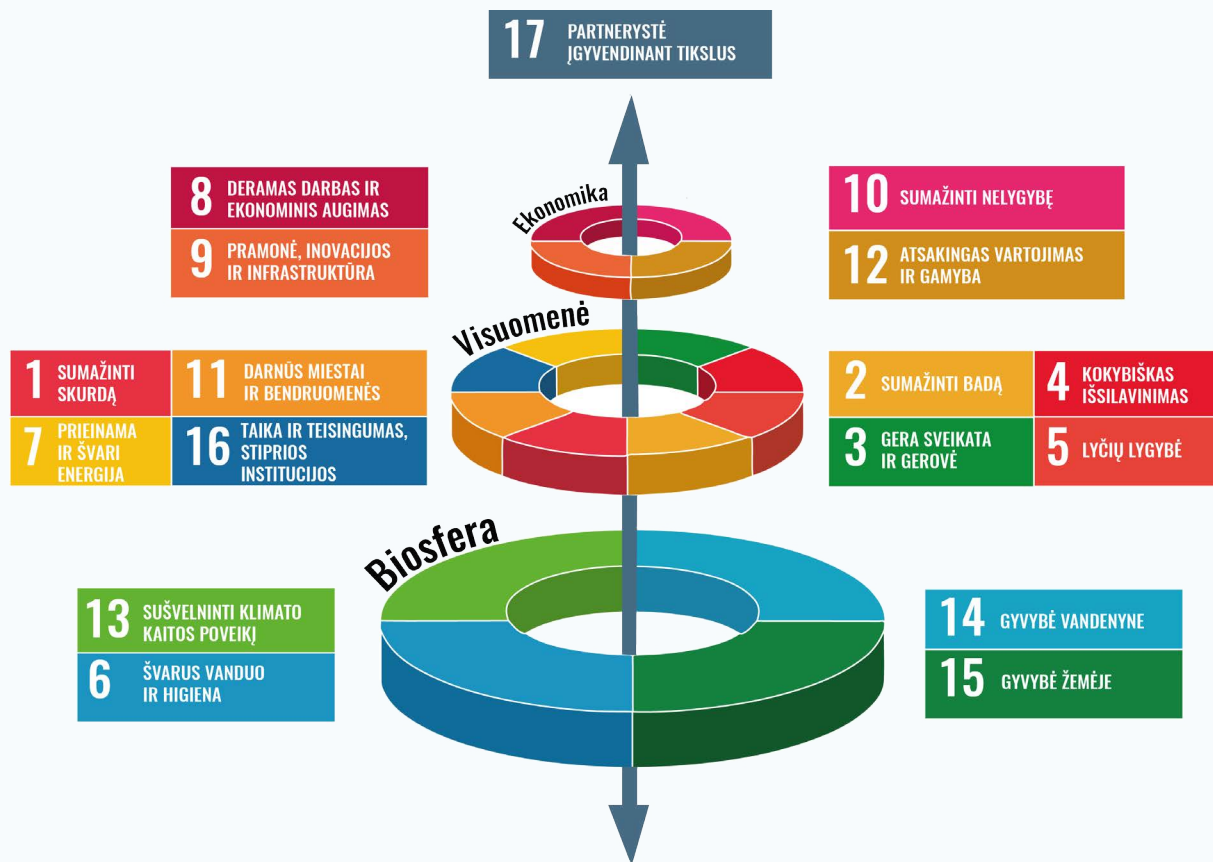 17 PARTNERYSTĖ
ĮGYVENDINANT TIKSLUS
8 DERAMAS DARBAS IR
EKONOMINIS AUGIMAS
9 PRAMONĖ, INOVACIJOS
IR INFRASTRUKTŪRA
Ekonomika
10 SUMAŽINTI NELYGYBĘ
12 ATSAKINGAS VARTOJIMAS
IR GAMYBA
1 SUMAŽINTI
SKURDĄ
11 DARNŪS MIESTAI
IR BENDRUOMENĖS
7 PRIEINAMA
IR ŠVARI
ENERGIJA
16 TAIKA IR TEISINGUMAS,
STIPRIOS
INSTITUCIJOS
Visuomenė
2 SUMAŽINTI BADĄ
4 KOKYBIŠKAS
IŠSILAVINIMAS
3 GERA SVEIKATA
IR GEROVĖ
5 LYČIŲ LYGYBĖ
Biosfera
13 SUŠVELNINTI KLIMATO
KAITOS POVEIKĮ
6 ŠVARUS VANDUO
IR HIGIENA
14 GYVYBĖ VANDENYNE
15 GYVYBĖ ŽEMĖJE